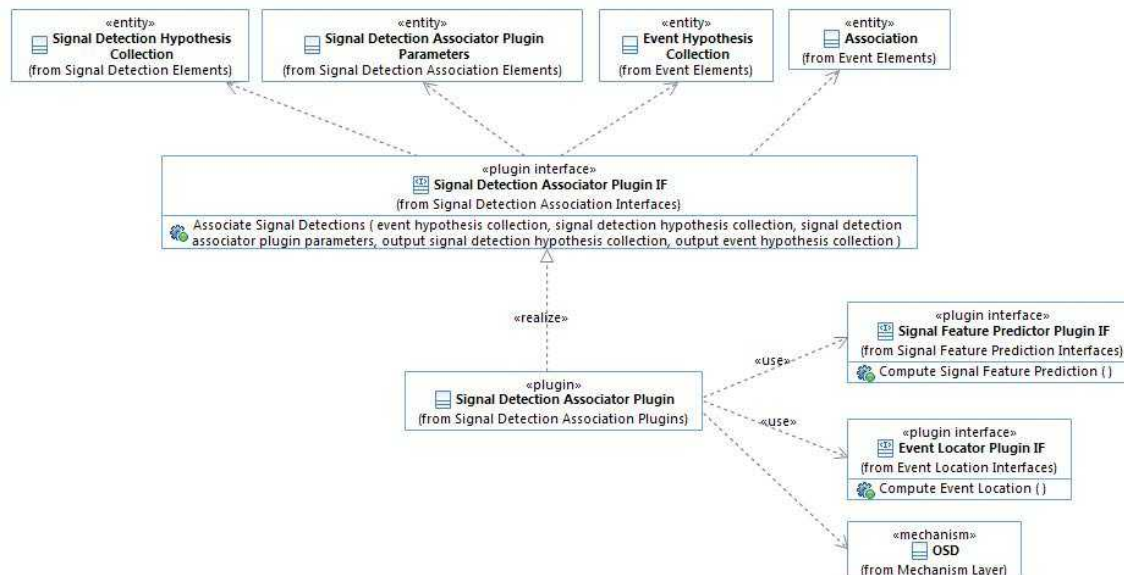 «entity»
Signal Detection Hypothesis
Collection
(from Signal Detection Elements)
«entity»
Signal Detection Associator Plugin
Parameters
(from Signal Detection Association Elements)
«entity»
Event Hypothesis
Collection
(from Event Elements)
«entity»
Association
(from Event Elements)
«plugin interface»
Signal Detection Associator Plugin IF
(from Signal Detection Association Interfaces)
Associate Signal Detections ( event hypothesis collection, signal detection hypothesis collection, signal detection
associator plugin parameters, output signal detection hypothesis collection, output event hypothesis collection )
«realize»
«plugin»
Signal Detection Associator Plugin
(from Signal Detection Association Plugins)
«use»
«plugin interface»
Signal Feature Predictor Plugin IF
(from Signal Feature Prediction Interfaces)
Compute Signal Feature Prediction ( )
«use»
«plugin interface»
Event Locator Plugin IF
(from Event Location Interfaces)
Compute Event Location ( )
«mechanism»
OSD
(from Mechanism Layer)